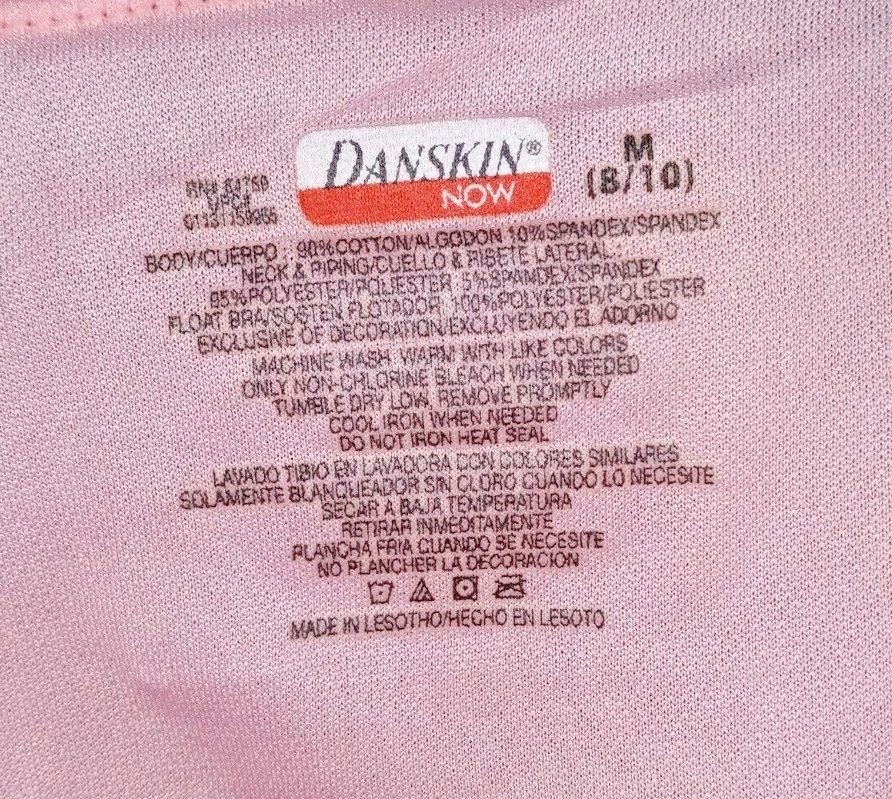 DANSKIN®
NOW
M
(8/10)
BODY/CUERPO : 90%COTTON/ALGODON 10%SPANDEX/SPANDEX
NECK & PIPING/CUELLO & RIBETE LATERAL
95%POLYESTER/POLIESTER 5%SPANDEX/SPANDEX
FLOAT BRA/SOSTEN FLOTADOR 100%POLYESTER/POLIESTER
EXCLUSIVE OF DECORATION/EXCLUYENDO EL ADORNO
MACHINE WASH WARM WITH LIKE COLORS
ONLY NON-CHLORINE BLEACH WHEN NEEDED
TUMBLE DRY LOW, REMOVE PROMPTLY
COOL IRON WHEN NEEDED
DO NOT IRON HEAT SEAL
LAVADO TIBIO EN LAVADORA CON COLORES SIMILARES
SOLAMENTE BLANQUEADOR SIN CLORO CUANDO LO NECESITE
SECAR A BAJA TEMPERATURA
RETIRAR INMEDITAMENTE
PLANCHA FRIA CUANDO SE NECESITE
NO PLANCHER LA DECORACION
MADE IN LESOTHO/HECHO EN LESOTO